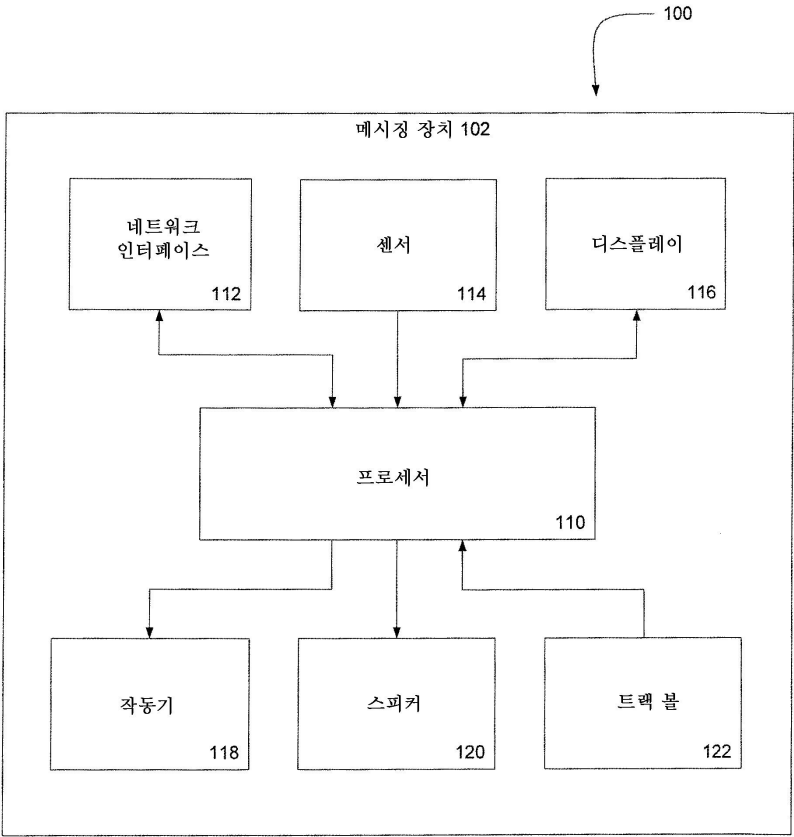 100
메시징 장치 102
네트워크
인터페이스
112
센서
114
디스플레이
116
프로세서
110
작동기
118
스피커
120
트랙 볼
122